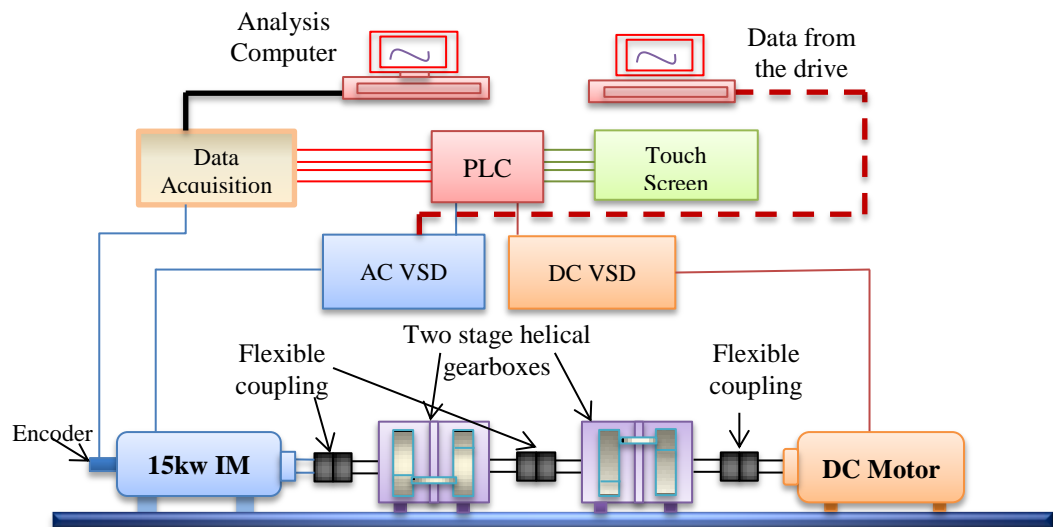 Analysis
Computer
Data from
the drive
Data
Acquisition
PLC
Touch
Screen
AC VSD
DC VSD
Two stage helical
gearboxes
Flexible
coupling
Flexible
coupling
Encoder
15kw IM
DC Motor